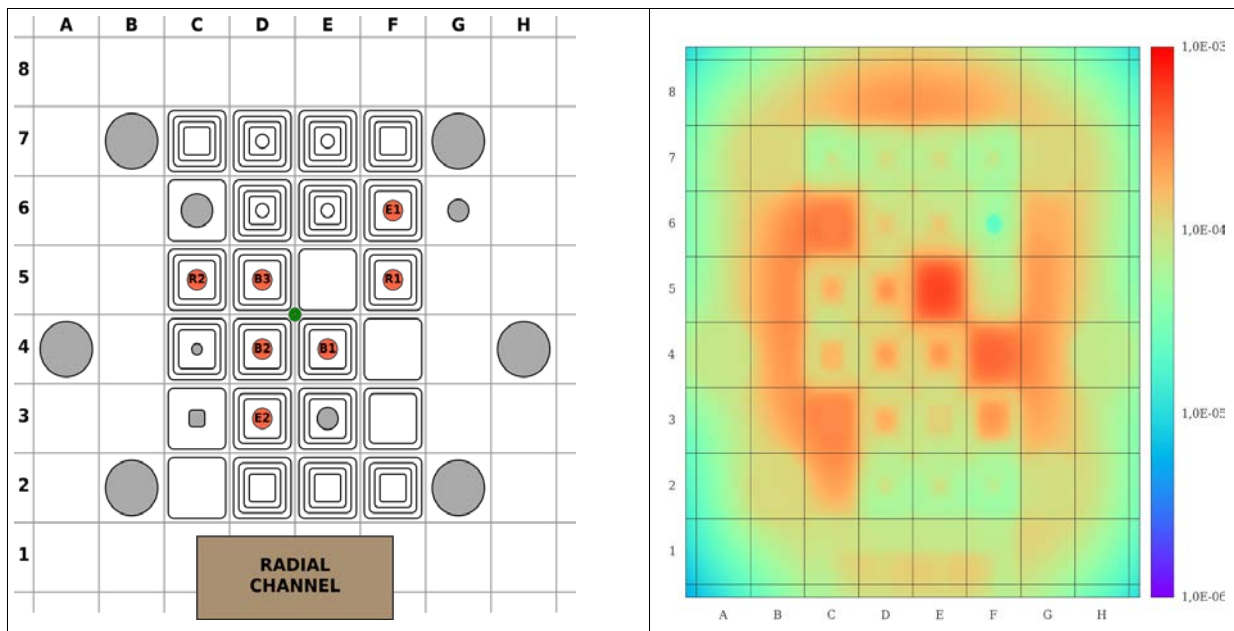 A B C D E F G H
8
7
6 E1
5 R2 B3 R1
4 B2 B1
3 E2
2
1
RADIAL
CHANNEL
1,0E-03
8
7
1,0E-04
6
5
4
1,0E-05
3
2
1
1,0E-06
A B C D E F G H